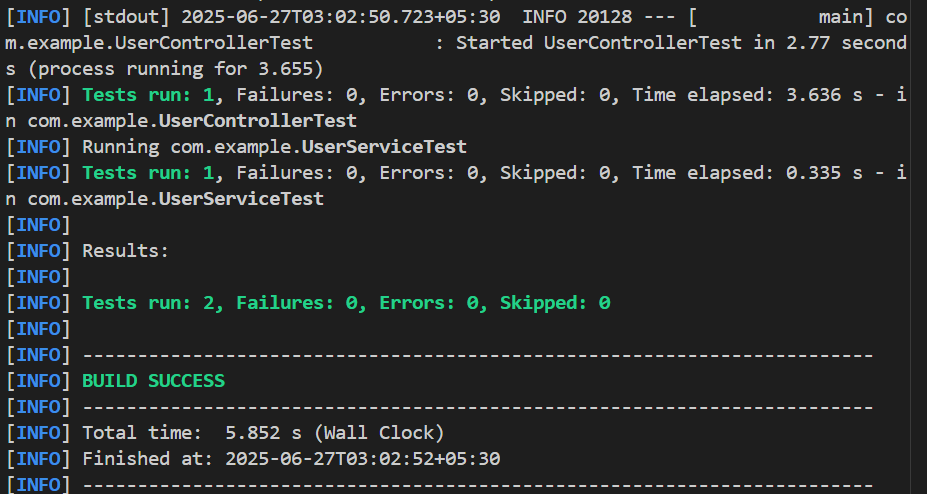 [INFO] [stdout] 2025-06-27T03:02:50.723+05:30  INFO 20128 --- [           main] co
m.example.UserControllerTest           : Started UserControllerTest in 2.77 second
s (process running for 3.655)
[INFO] Tests run: 1, Failures: 0, Errors: 0, Skipped: 0, Time elapsed: 3.636 s - i
n com.example.UserControllerTest
[INFO] Running com.example.UserServiceTest
[INFO] Tests run: 1, Failures: 0, Errors: 0, Skipped: 0, Time elapsed: 0.335 s - i
n com.example.UserServiceTest
[INFO]
[INFO] Results:
[INFO]
[INFO] Tests run: 2, Failures: 0, Errors: 0, Skipped: 0
[INFO]
[INFO] ------------------------------------------------------------------------
[INFO] BUILD SUCCESS
[INFO] ------------------------------------------------------------------------
[INFO] Total time:  5.852 s (Wall Clock)
[INFO] Finished at: 2025-06-27T03:02:52+05:30
[INFO] ------------------------------------------------------------------------